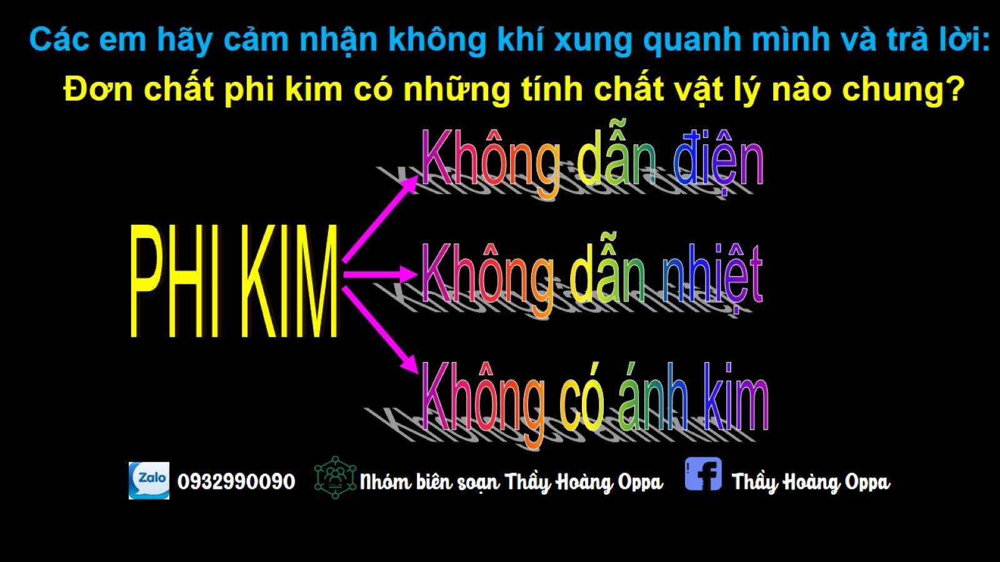 Các em hãy cảm nhận không khí xung quanh mình và trả lời:
Đơn chất phi kim có những tính chất vật lý nào chung?
Không dẫn điện
PHI KIM
Không dẫn nhiệt
Không có ánh kim
Zalo 0932990090 Nhóm biên soạn Thầy Hoàng Oppa f Thầy Hoàng Oppa